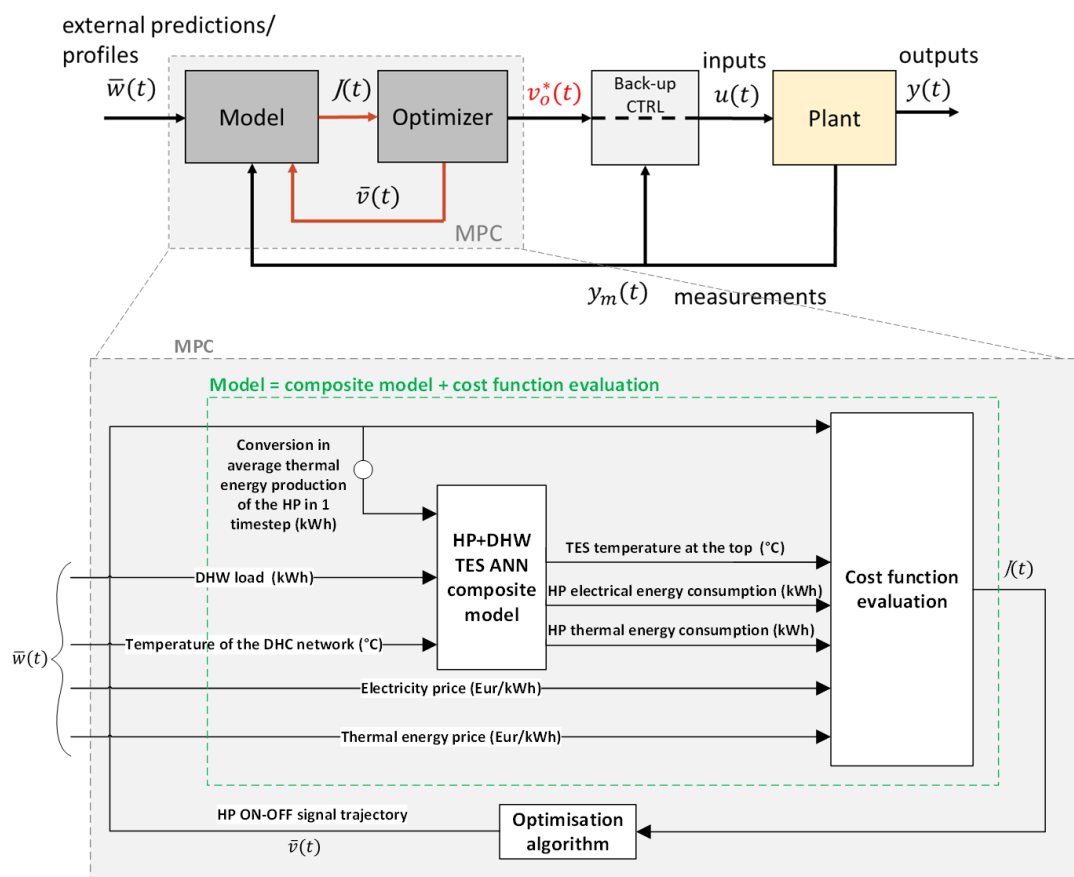 external predictions/
profiles
w̅(t)
Model
J(t)
Optimizer
v̅(t)
MPC
v*ₒ(t)
Back-up
CTRL
inputs
u(t)
Plant
outputs
y(t)
yₘ(t)
measurements
MPC
Model = composite model + cost function evaluation
Conversion in
average thermal
energy production
of the HP in 1
timestep (kWh)
HP+DHW
TES ANN
composite
model
TES temperature at the top (°C)
HP electrical energy consumption (kWh)
HP thermal energy consumption (kWh)
Cost function
evaluation
J(t)
DHW load (kWh)
Temperature of the DHC network (°C)
w̅(t)
Electricity price (Eur/kWh)
Thermal energy price (Eur/kWh)
HP ON-OFF signal trajectory
v̅(t)
Optimisation
algorithm